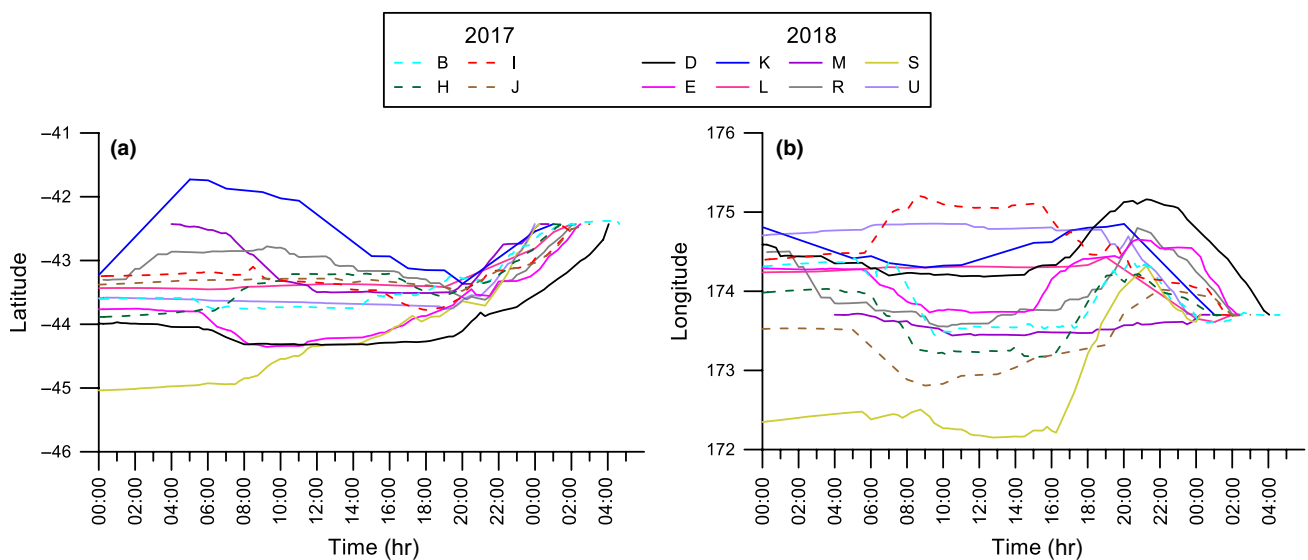 2017 2018
B I D K M S
H J E L R U
(a)
−41
−42
−43
−44
−45
−46
Latitude
00:00 02:00 04:00 06:00 08:00 10:00 12:00 14:00 16:00 18:00 20:00 22:00 00:00 02:00 04:00
Time (hr)
(b)
176
175
174
173
172
Longitude
00:00 02:00 04:00 06:00 08:00 10:00 12:00 14:00 16:00 18:00 20:00 22:00 00:00 02:00 04:00
Time (hr)